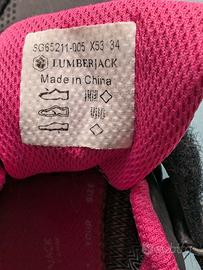 SG65211-005 X53 34
LUMBERJACK
Made in China